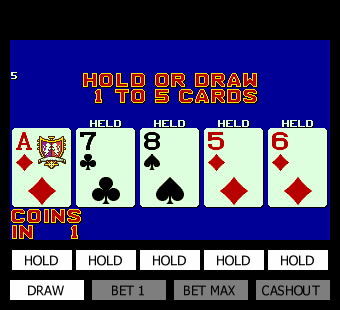 5
HOLD OR DRAW
1 TO 5 CARDS
HELD HELD HELD HELD
A 7 8 5 6
COINS
IN 1
HOLD HOLD HOLD HOLD HOLD
DRAW BET 1 BET MAX CASHOUT